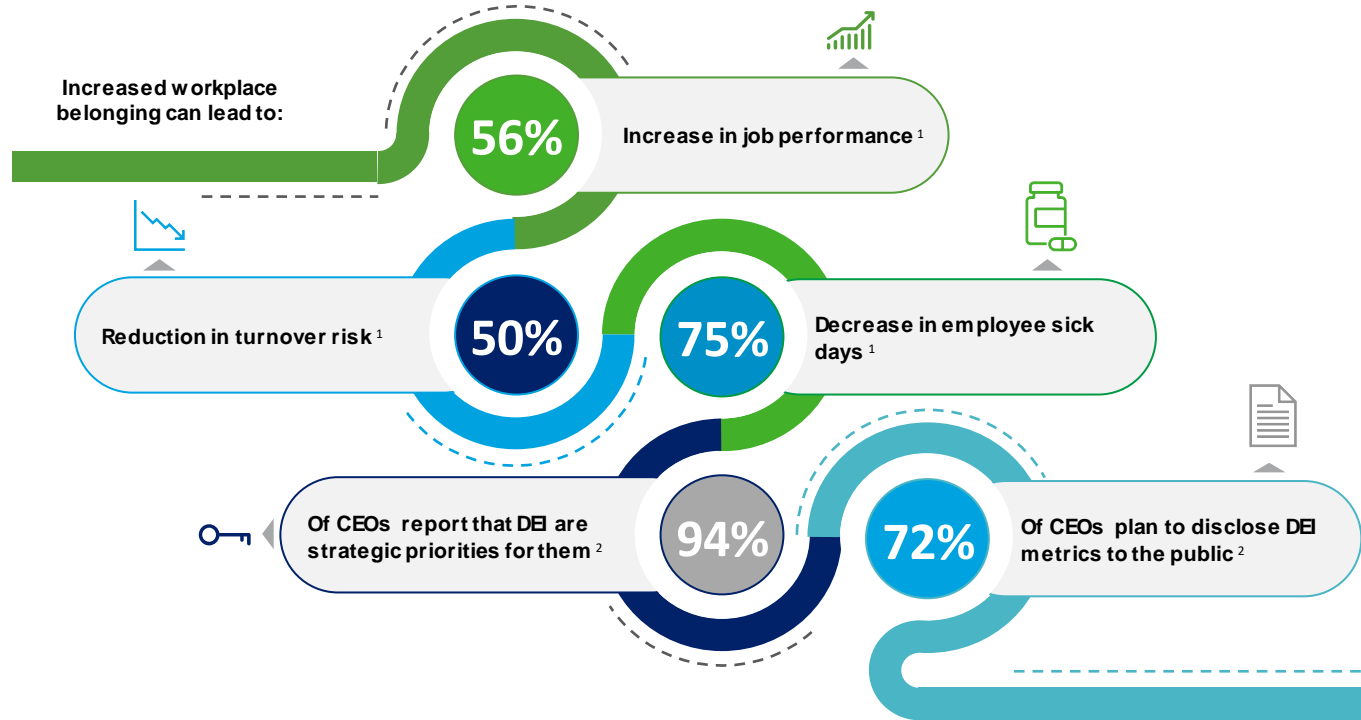 Increased workplace
belonging can lead to:
56%
Increase in job performance 1
Reduction in turnover risk 1
50%
75%
Decrease in employee sick
days 1
Of CEOs report that DEI are
strategic priorities for them 2
94%
72%
Of CEOs plan to disclose DEI
metrics to the public 2